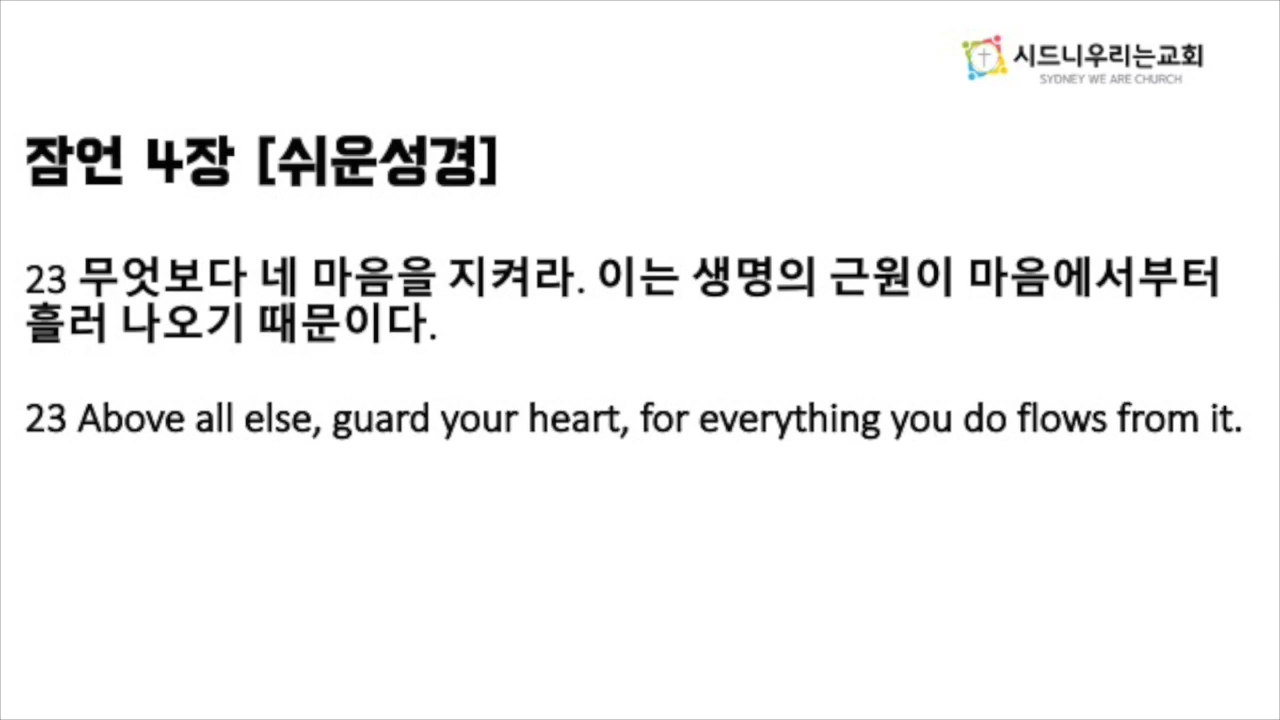 시드니우리는교회
SYDNEY WE ARE CHURCH
잠언 4장 [쉬운성경]
23 무엇보다 네 마음을 지켜라. 이는 생명의 근원이 마음에서부터
흘러 나오기 때문이다.
23 Above all else, guard your heart, for everything you do flows from it.